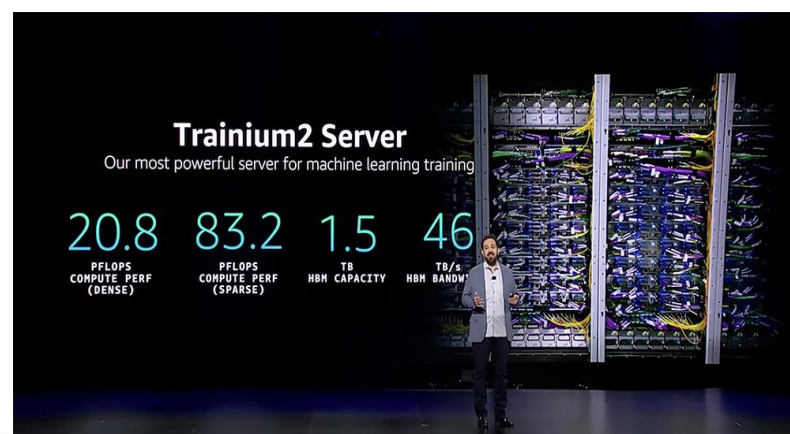 Trainium2 Server
Our most powerful server for machine learning training
20.8
PFLOPS
COMPUTE PERF
(DENSE)
83.2
PFLOPS
COMPUTE PERF
(SPARSE)
1.5
TB
HBM CAPACITY
46
TB/s
HBM